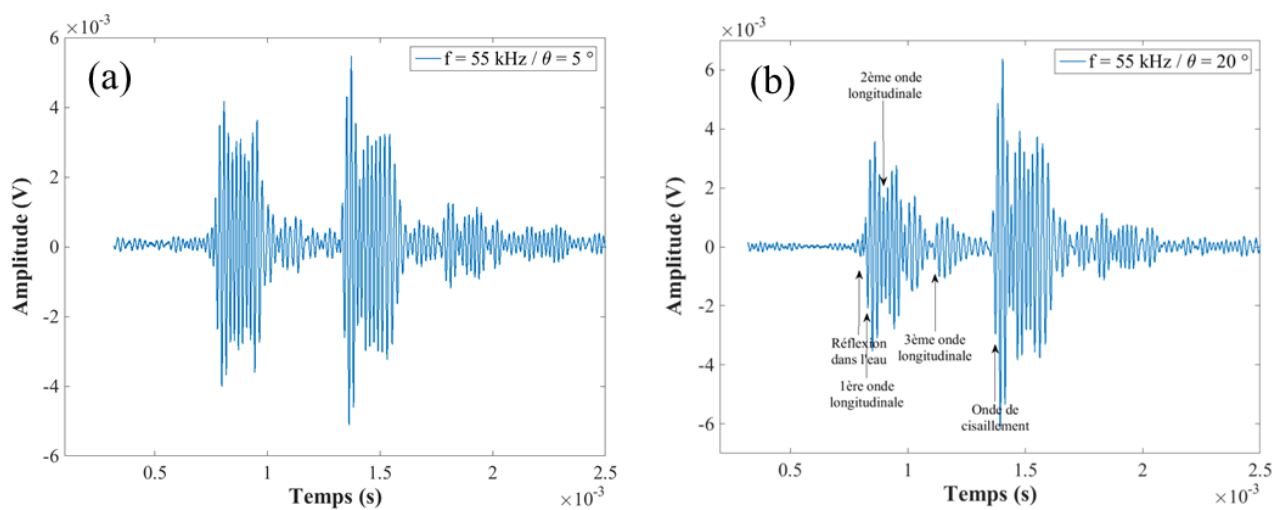 ×10⁻³
(a)
f = 55 kHz / θ = 5 °
6
4
2
0
-2
-4
-6
Amplitude (V)
0.5
1
1.5
2
2.5
Temps (s)
×10⁻³
×10⁻³
(b)
f = 55 kHz / θ = 20 °
2ème onde
longitudinale
6
4
2
0
-2
-4
-6
Amplitude (V)
Réflexion
dans l'eau
3ème onde
longitudinale
1ère onde
longitudinale
Onde de
cisaillement
0.5
1
1.5
2
2.5
Temps (s)
×10⁻³